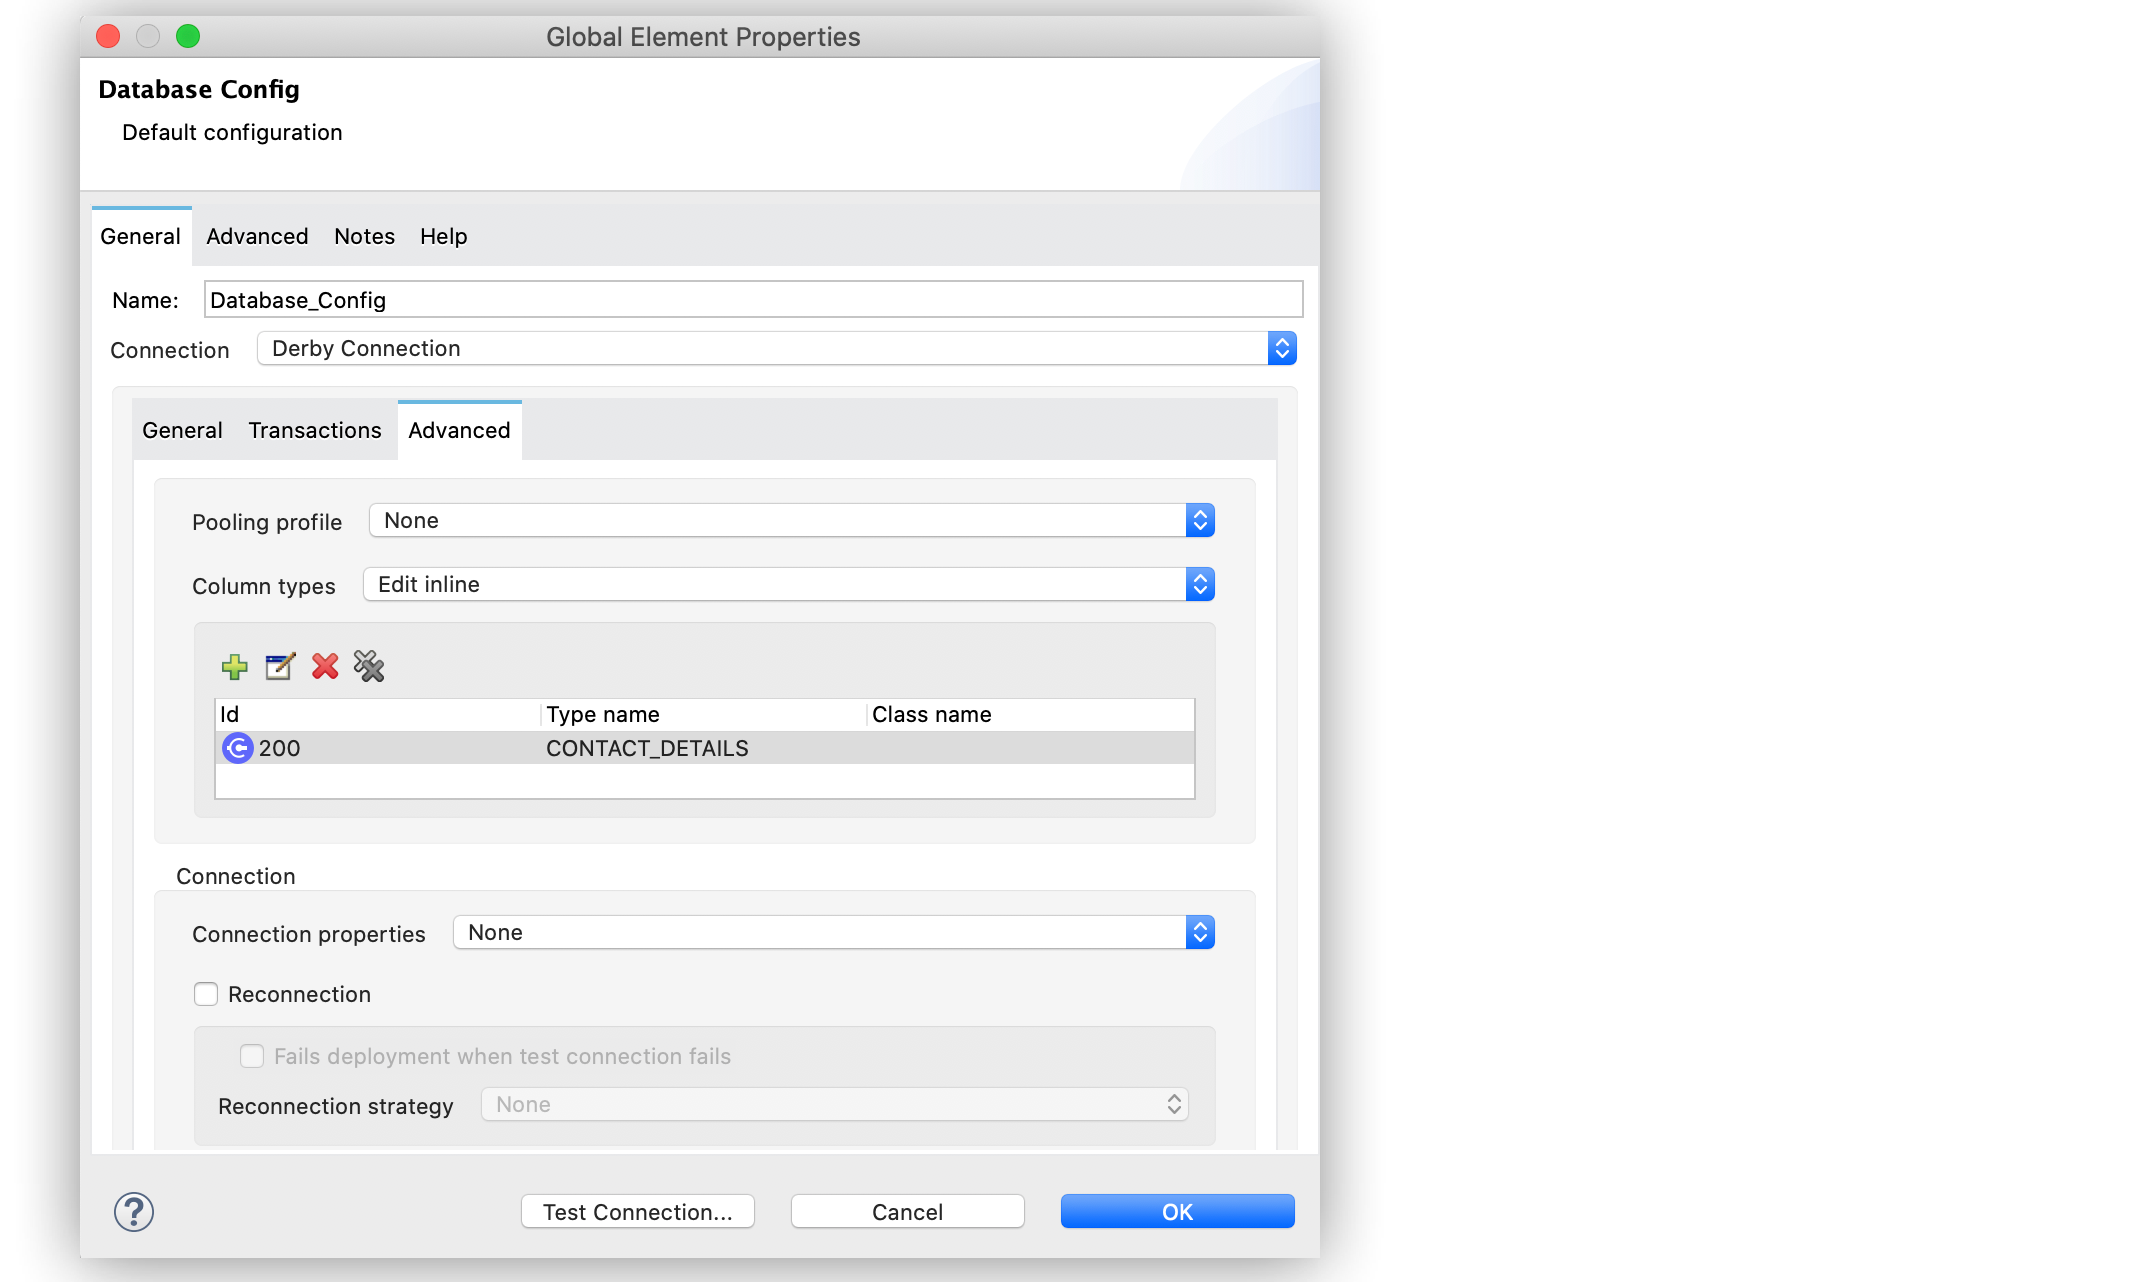 Global Element Properties
Database Config
Default configuration
General Advanced Notes Help
Name: Database_Config
Connection Derby Connection
General Transactions Advanced
Pooling profile None
Column types Edit inline
Id Type name Class name
200 CONTACT_DETAILS
Connection
Connection properties None
Reconnection
Fails deployment when test connection fails
Reconnection strategy None
? Test Connection... Cancel OK